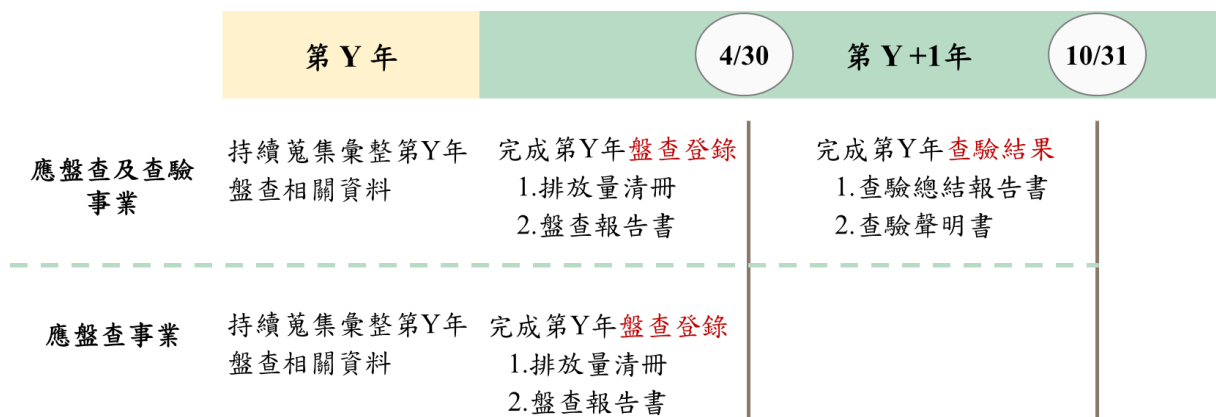 第 Y 年
4/30
第 Y +1年
10/31
應盤查及查驗
事業
持續蒐集彙整第Y年
盤查相關資料
完成第Y年盤查登錄
1.排放量清冊
2.盤查報告書
完成第Y年查驗結果
1.查驗總結報告書
2.查驗聲明書
應盤查事業
持續蒐集彙整第Y年
盤查相關資料
完成第Y年盤查登錄
1.排放量清冊
2.盤查報告書